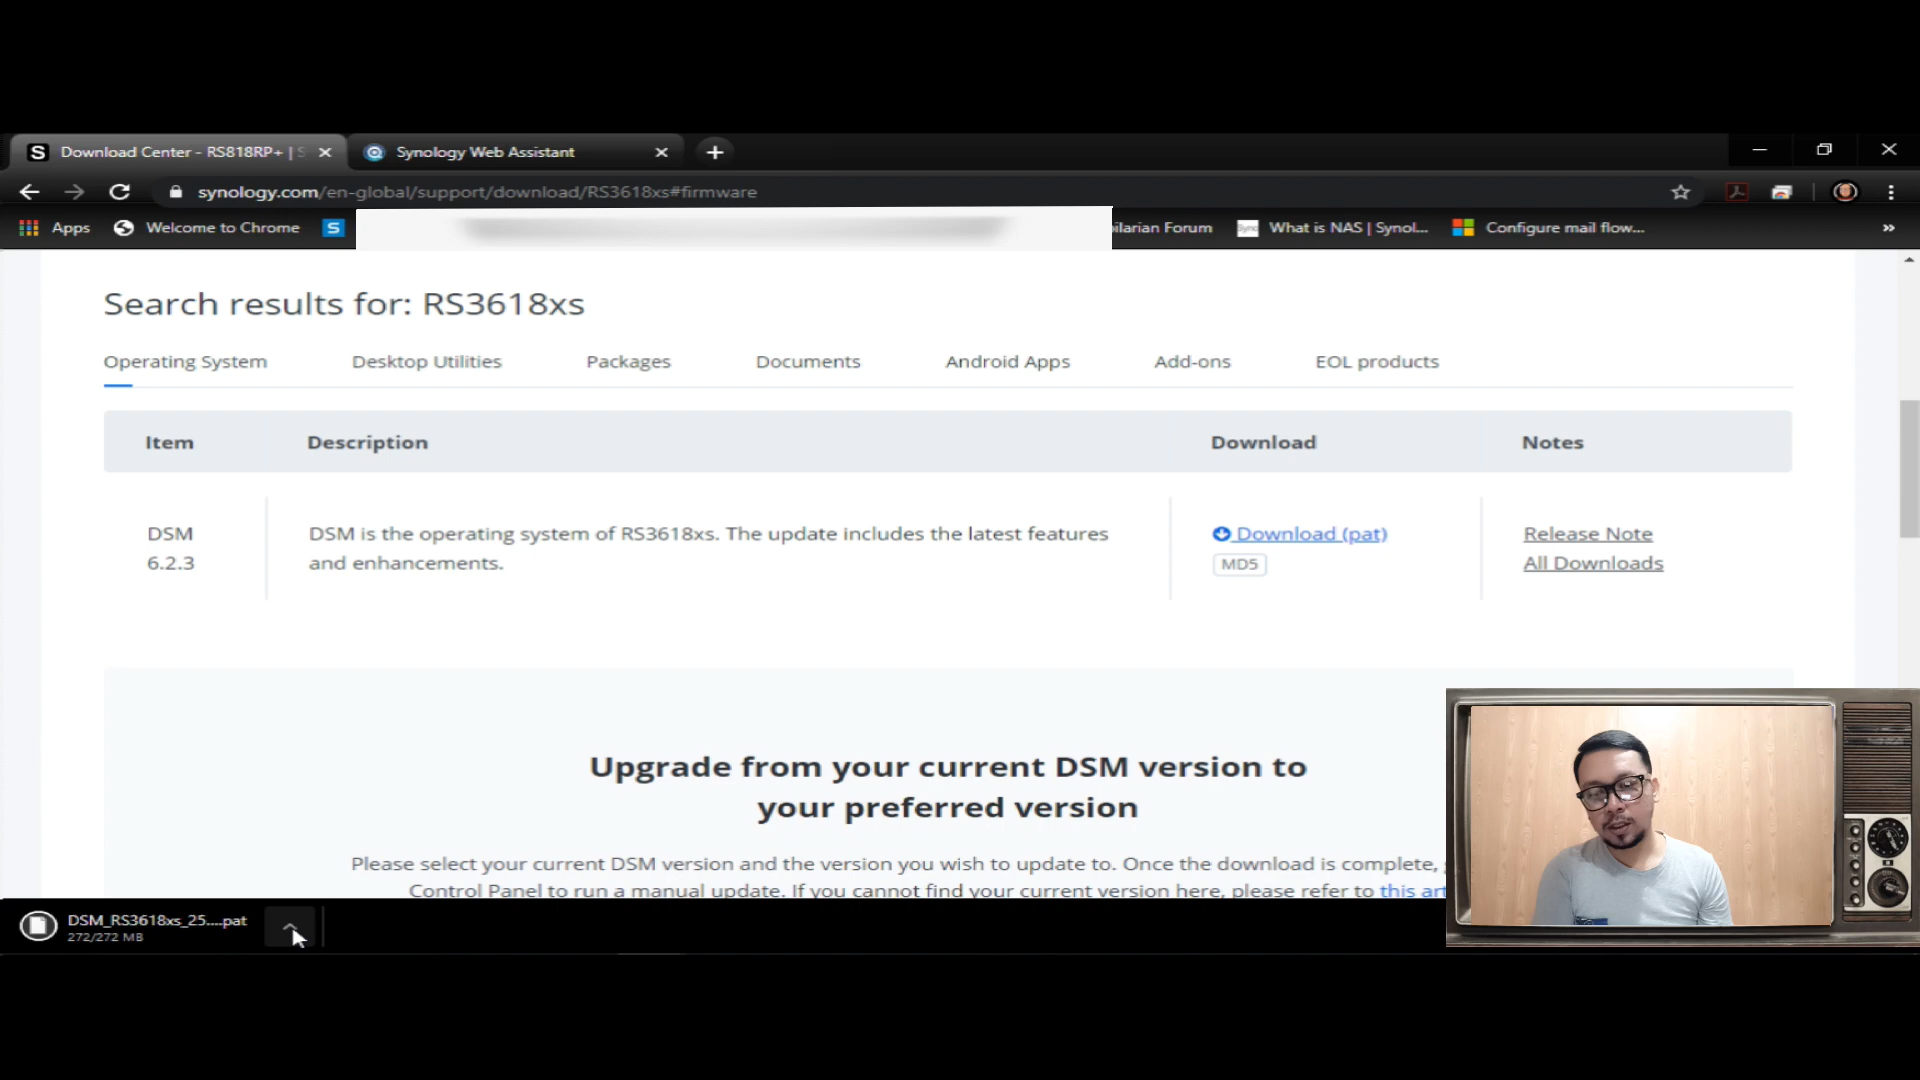 Download Center - RS818RP+ | S
Synology Web Assistant
synology.com/en-global/support/download/RS3618xs#firmware
Apps
Welcome to Chrome
ilarian Forum
What is NAS | Synol...
Configure mail flow...
Search results for: RS3618xs
Operating System
Desktop Utilities
Packages
Documents
Android Apps
Add-ons
EOL products
Item
Description
Download
Notes
DSM
6.2.3
DSM is the operating system of RS3618xs. The update includes the latest features
and enhancements.
Download (pat)
MD5
Release Note
All Downloads
Upgrade from your current DSM version to
your preferred version
Please select your current DSM version and the version you wish to update to. Once the download is complete,
Control Panel to run a manual update. If you cannot find your current version here, please refer to this art
DSM_RS3618xs_25....pat
272/272 MB